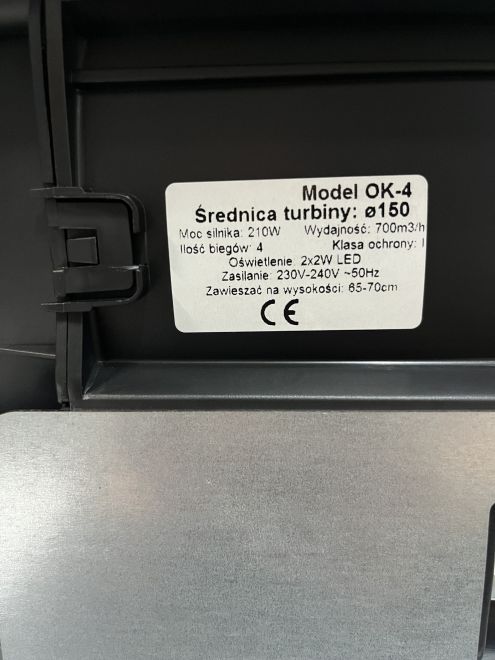 Model OK-4
Średnica turbiny: ø150
Moc silnika: 210W Wydajność: 700m3/h
Ilość biegów: 4 Klasa ochrony: I
Oświetlenie: 2x2W LED
Zasilanie: 230V-240V ~50Hz
Zawieszać na wysokości: 65-70cm
CE